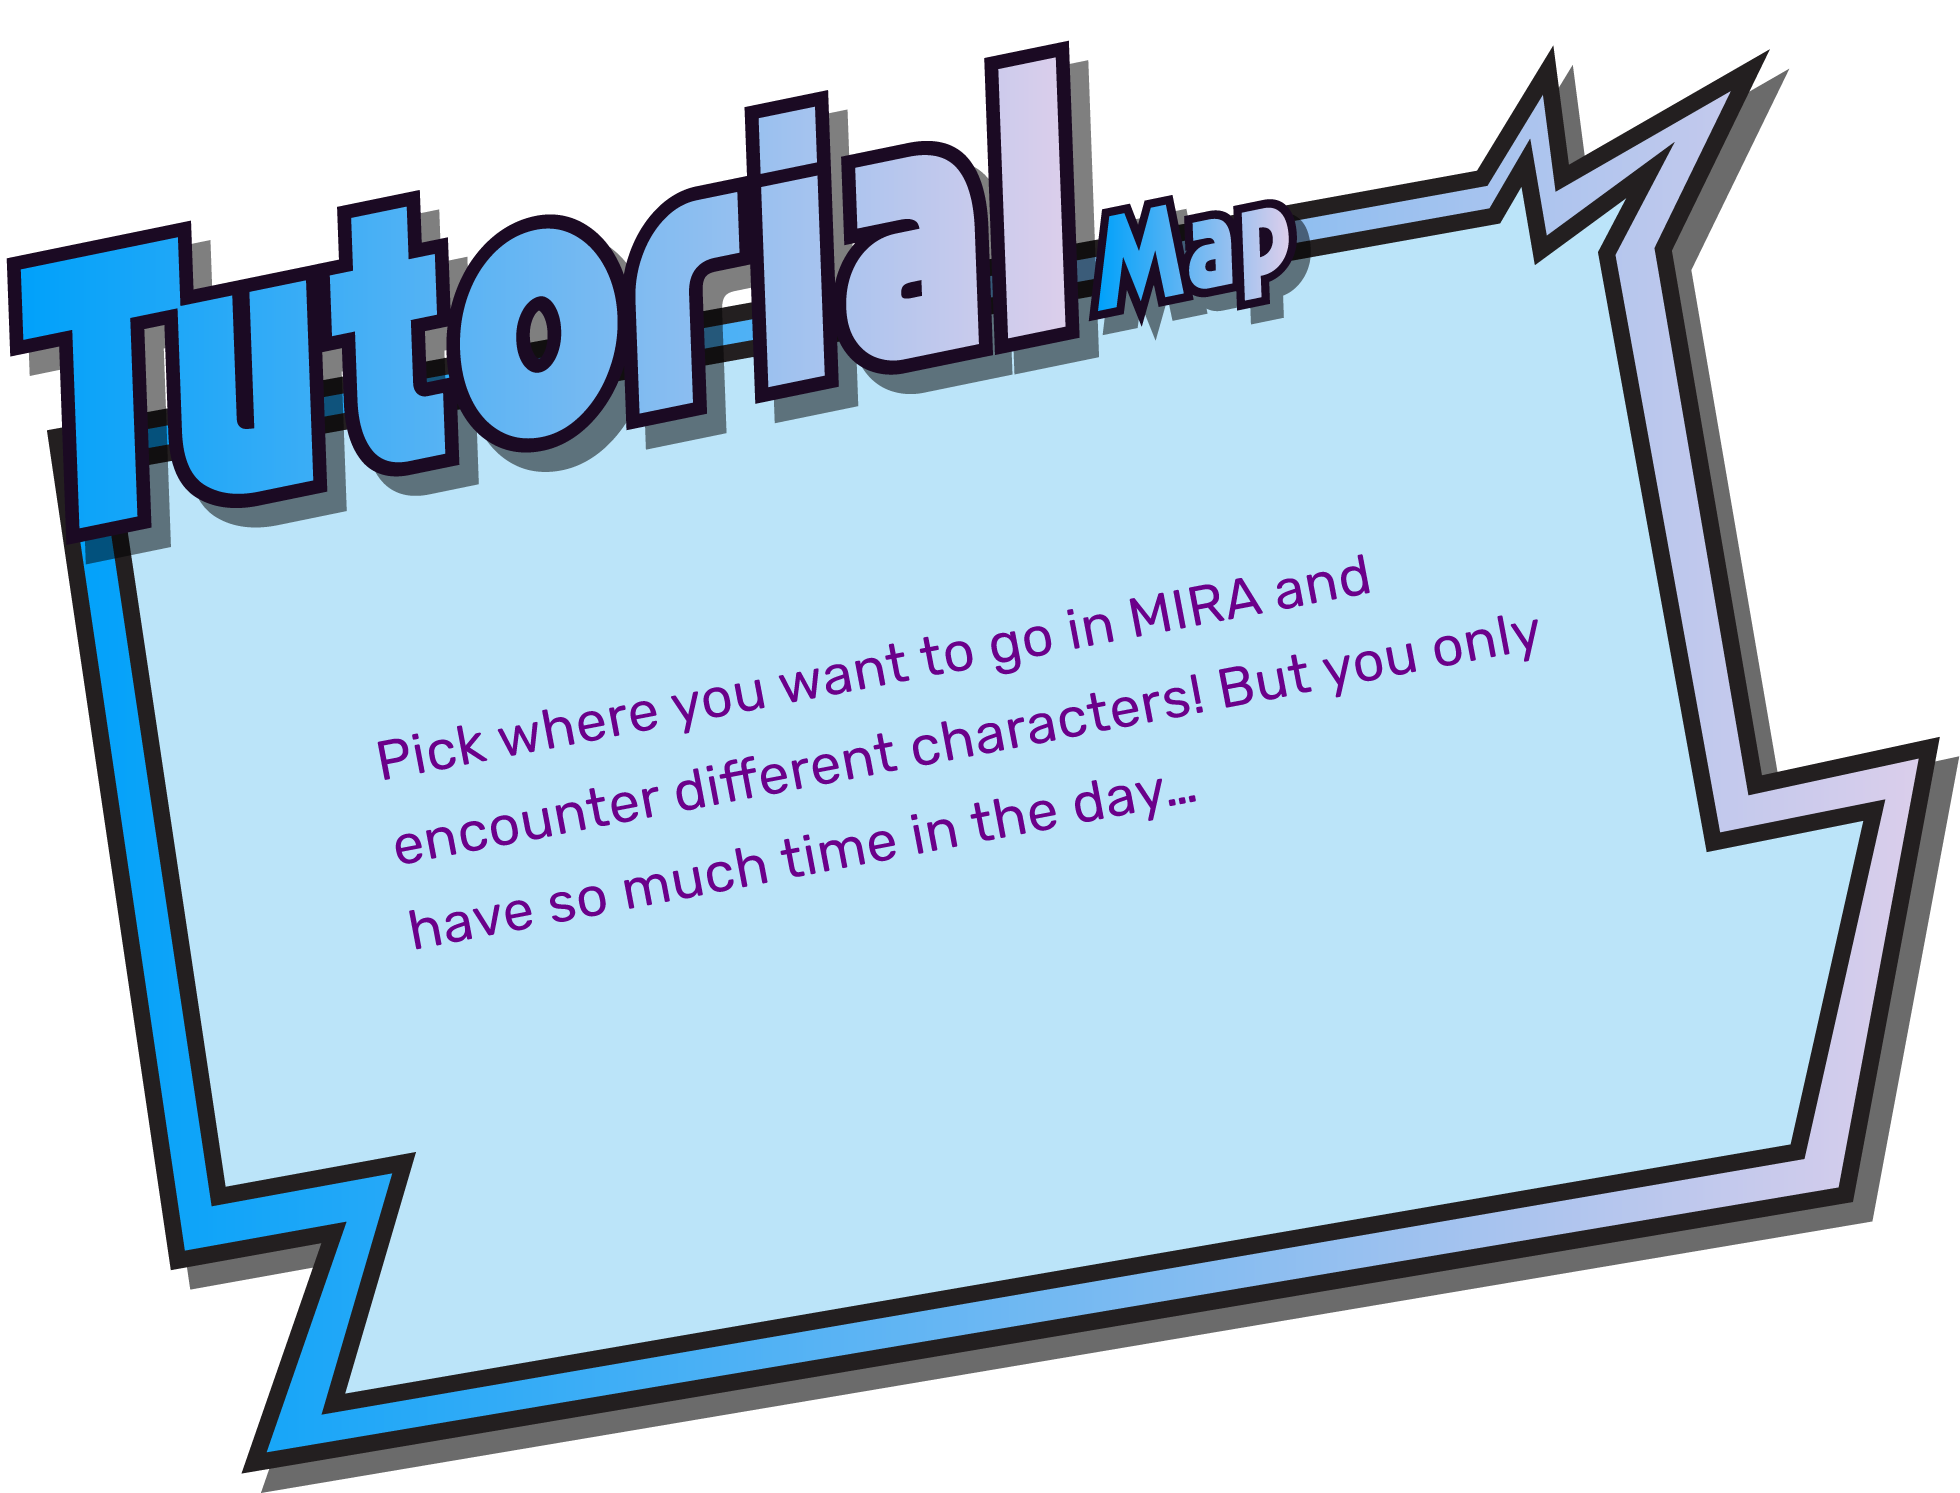 Tutorial Map
Pick where you want to go in MIRA and
encounter different characters! But you only
have so much time in the day...